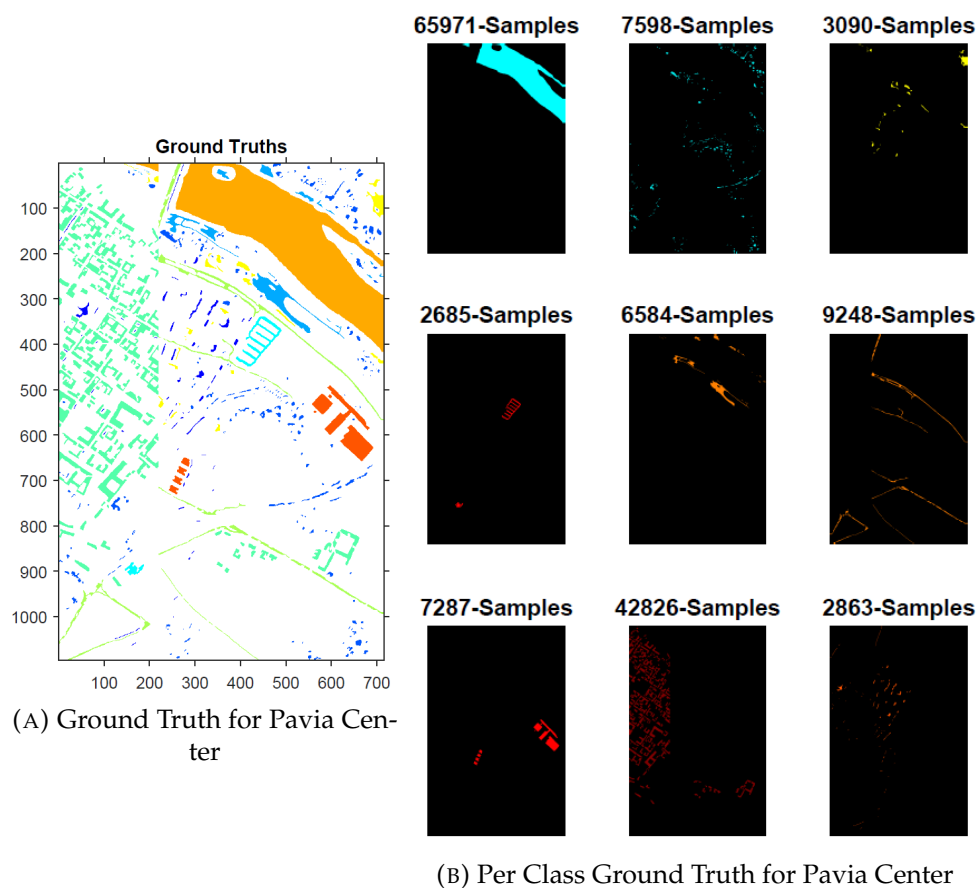 65971-Samples 7598-Samples 3090-Samples
Ground Truths
100
200
300
400
500
600
700
800
900
1000
100 200 300 400 500 600 700
2685-Samples 6584-Samples 9248-Samples
7287-Samples 42826-Samples 2863-Samples
(A) Ground Truth for Pavia Cen-
ter
(B) Per Class Ground Truth for Pavia Center